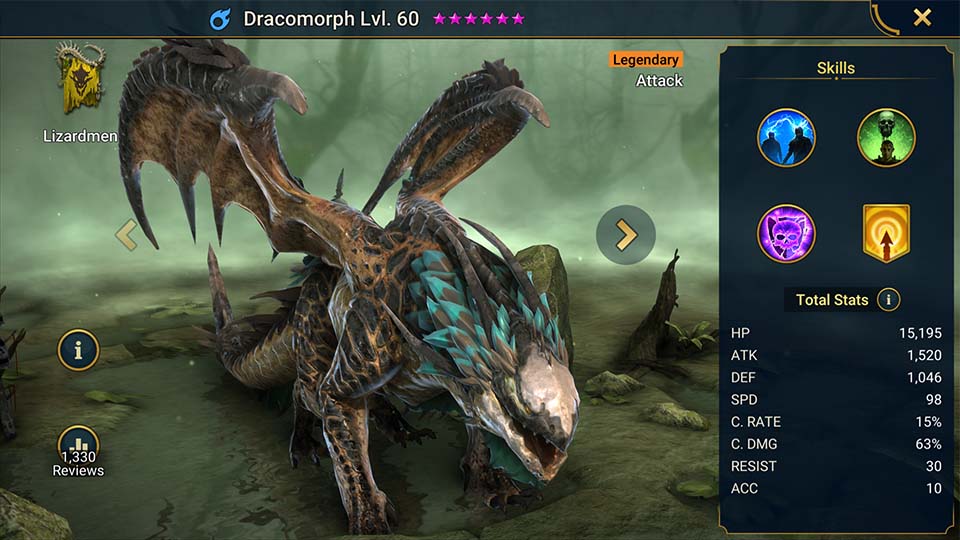 Dracomorph Lvl. 60
Lizardmen
Legendary
Attack
Skills
Total Stats i
HP 15,195
ATK 1,520
DEF 1,046
SPD 98
C. RATE 15%
C. DMG 63%
RESIST 30
ACC 10
i
1,330
Reviews